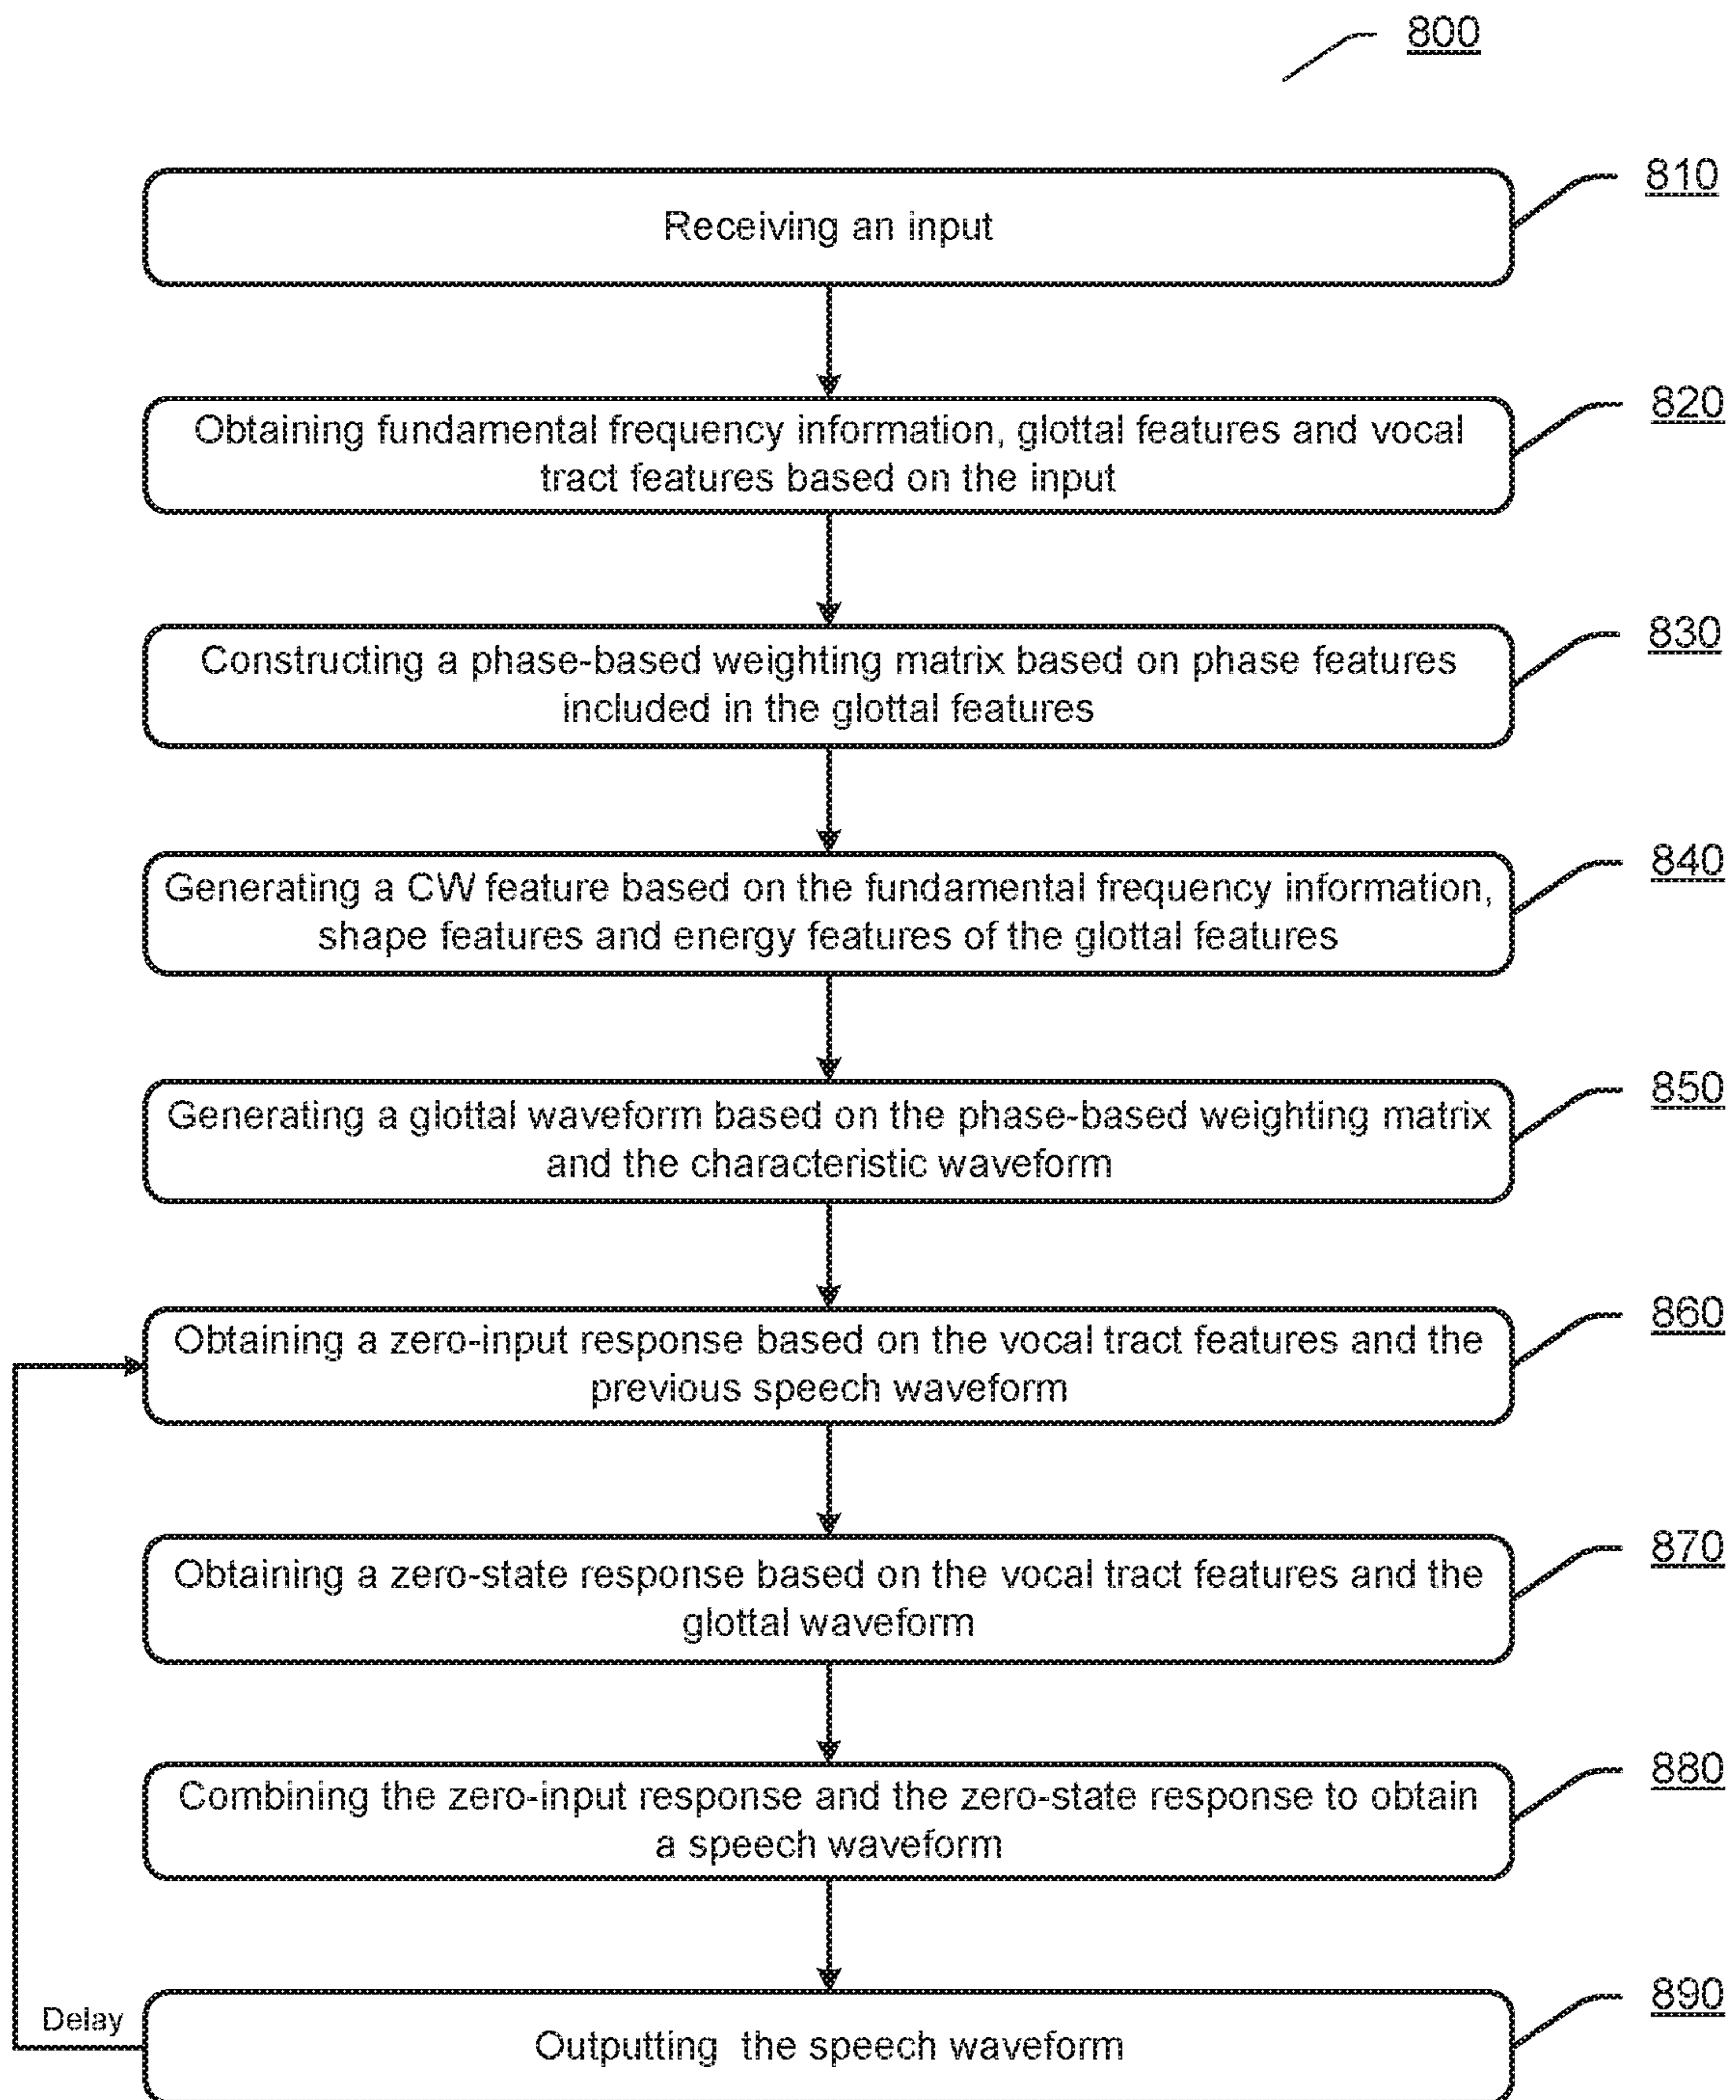 800
Receiving an input
810
Obtaining fundamental frequency information, glottal features and vocal
tract features based on the input
820
Constructing a phase-based weighting matrix based on phase features
included in the glottal features
830
Generating a CW feature based on the fundamental frequency information,
shape features and energy features of the glottal features
840
Generating a glottal waveform based on the phase-based weighting matrix
and the characteristic waveform
850
Obtaining a zero-input response based on the vocal tract features and the
previous speech waveform
860
Obtaining a zero-state response based on the vocal tract features and the
glottal waveform
870
Combining the zero-input response and the zero-state response to obtain
a speech waveform
880
Delay
Outputting the speech waveform
890